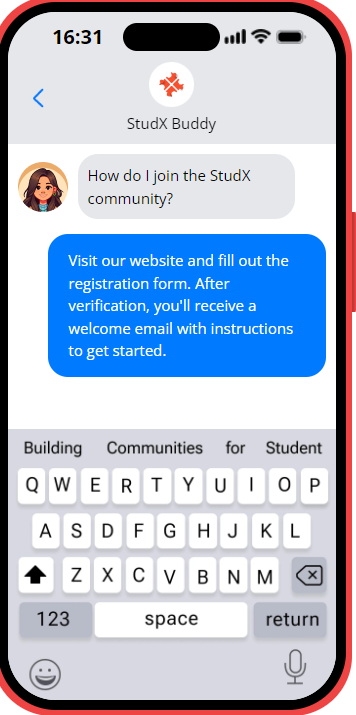 16:31
StudX Buddy
How do I join the StudX
community?
Visit our website and fill out the
registration form. After
verification, you'll receive a
welcome email with instructions
to get started.
Building Communities for Student
Q W E R T Y U I O P
A S D F G H J K L
Z X C V B N M
123 space return